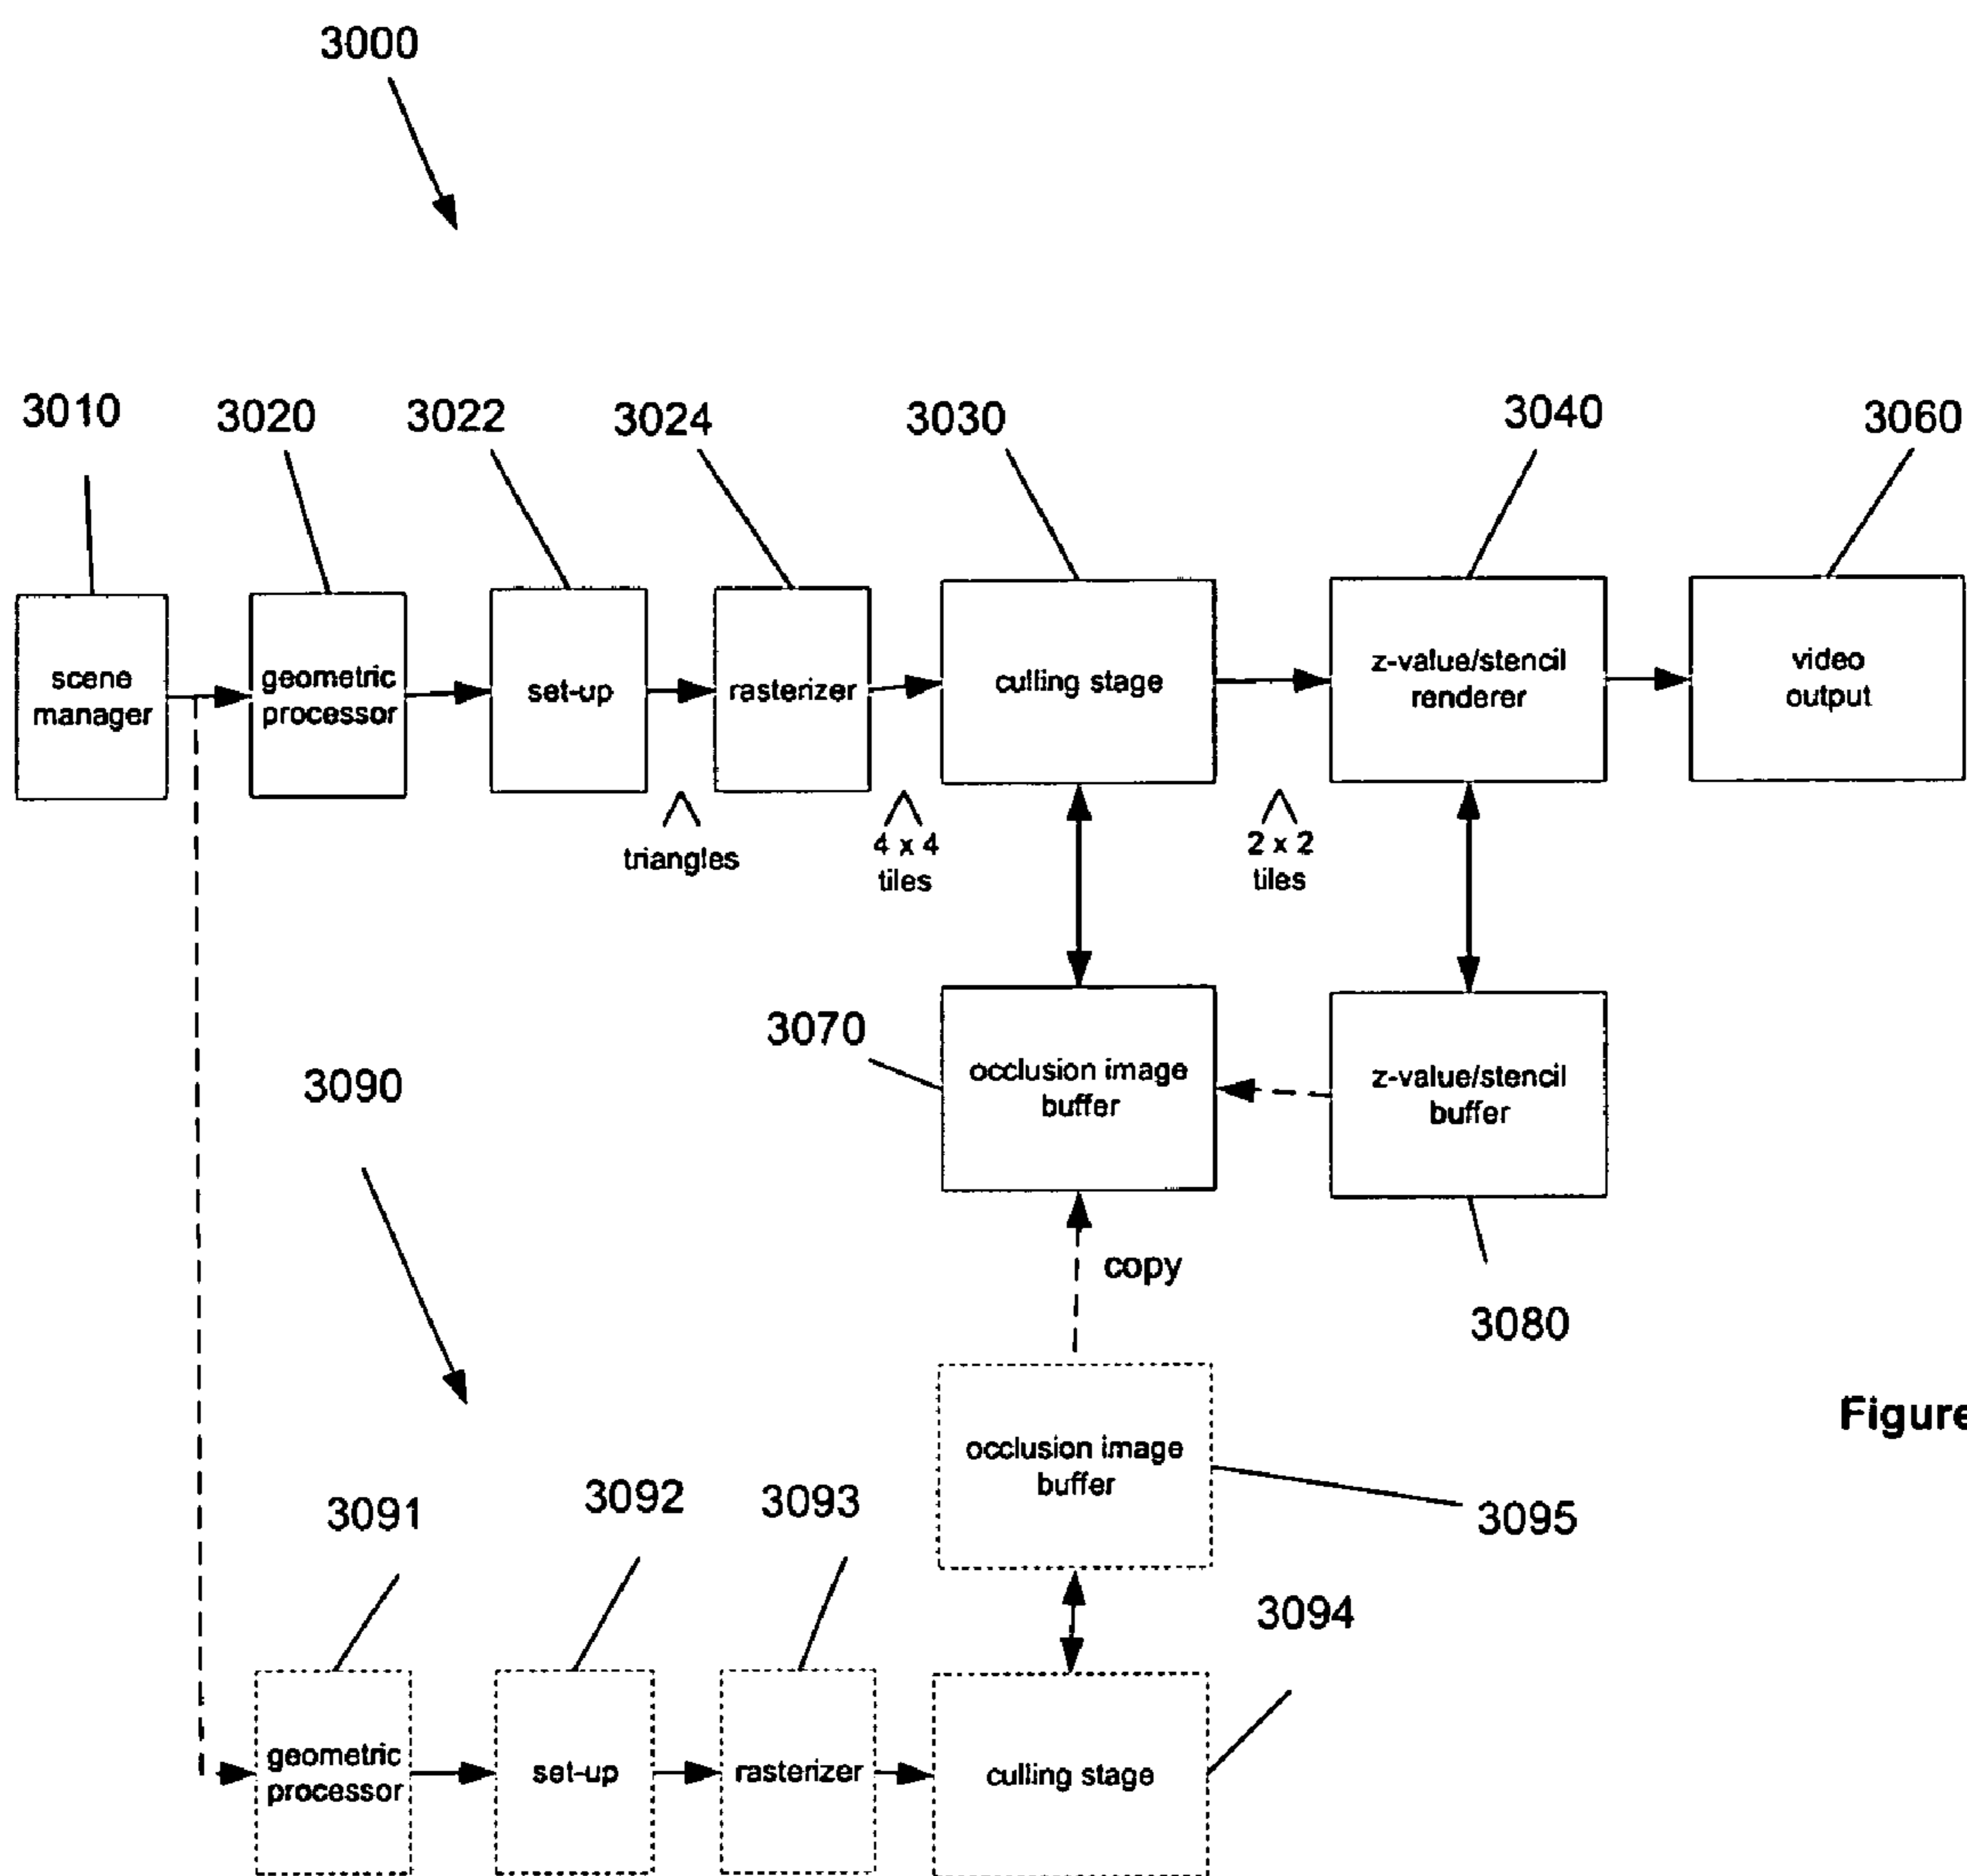 3000
3010
3020
3022
3024
3030
3040
3060
scene
manager
geometric
processor
set-up
rasterizer
culling stage
z-value/stencil
renderer
video
output
triangles
4 x 4
tiles
2 x 2
tiles
3070
occlusion image
buffer
z-value/stencil
buffer
3090
copy
3080
Figure
occlusion image
buffer
3095
3091
3092
3093
3094
geometric
processor
set-up
rasterizer
culling stage